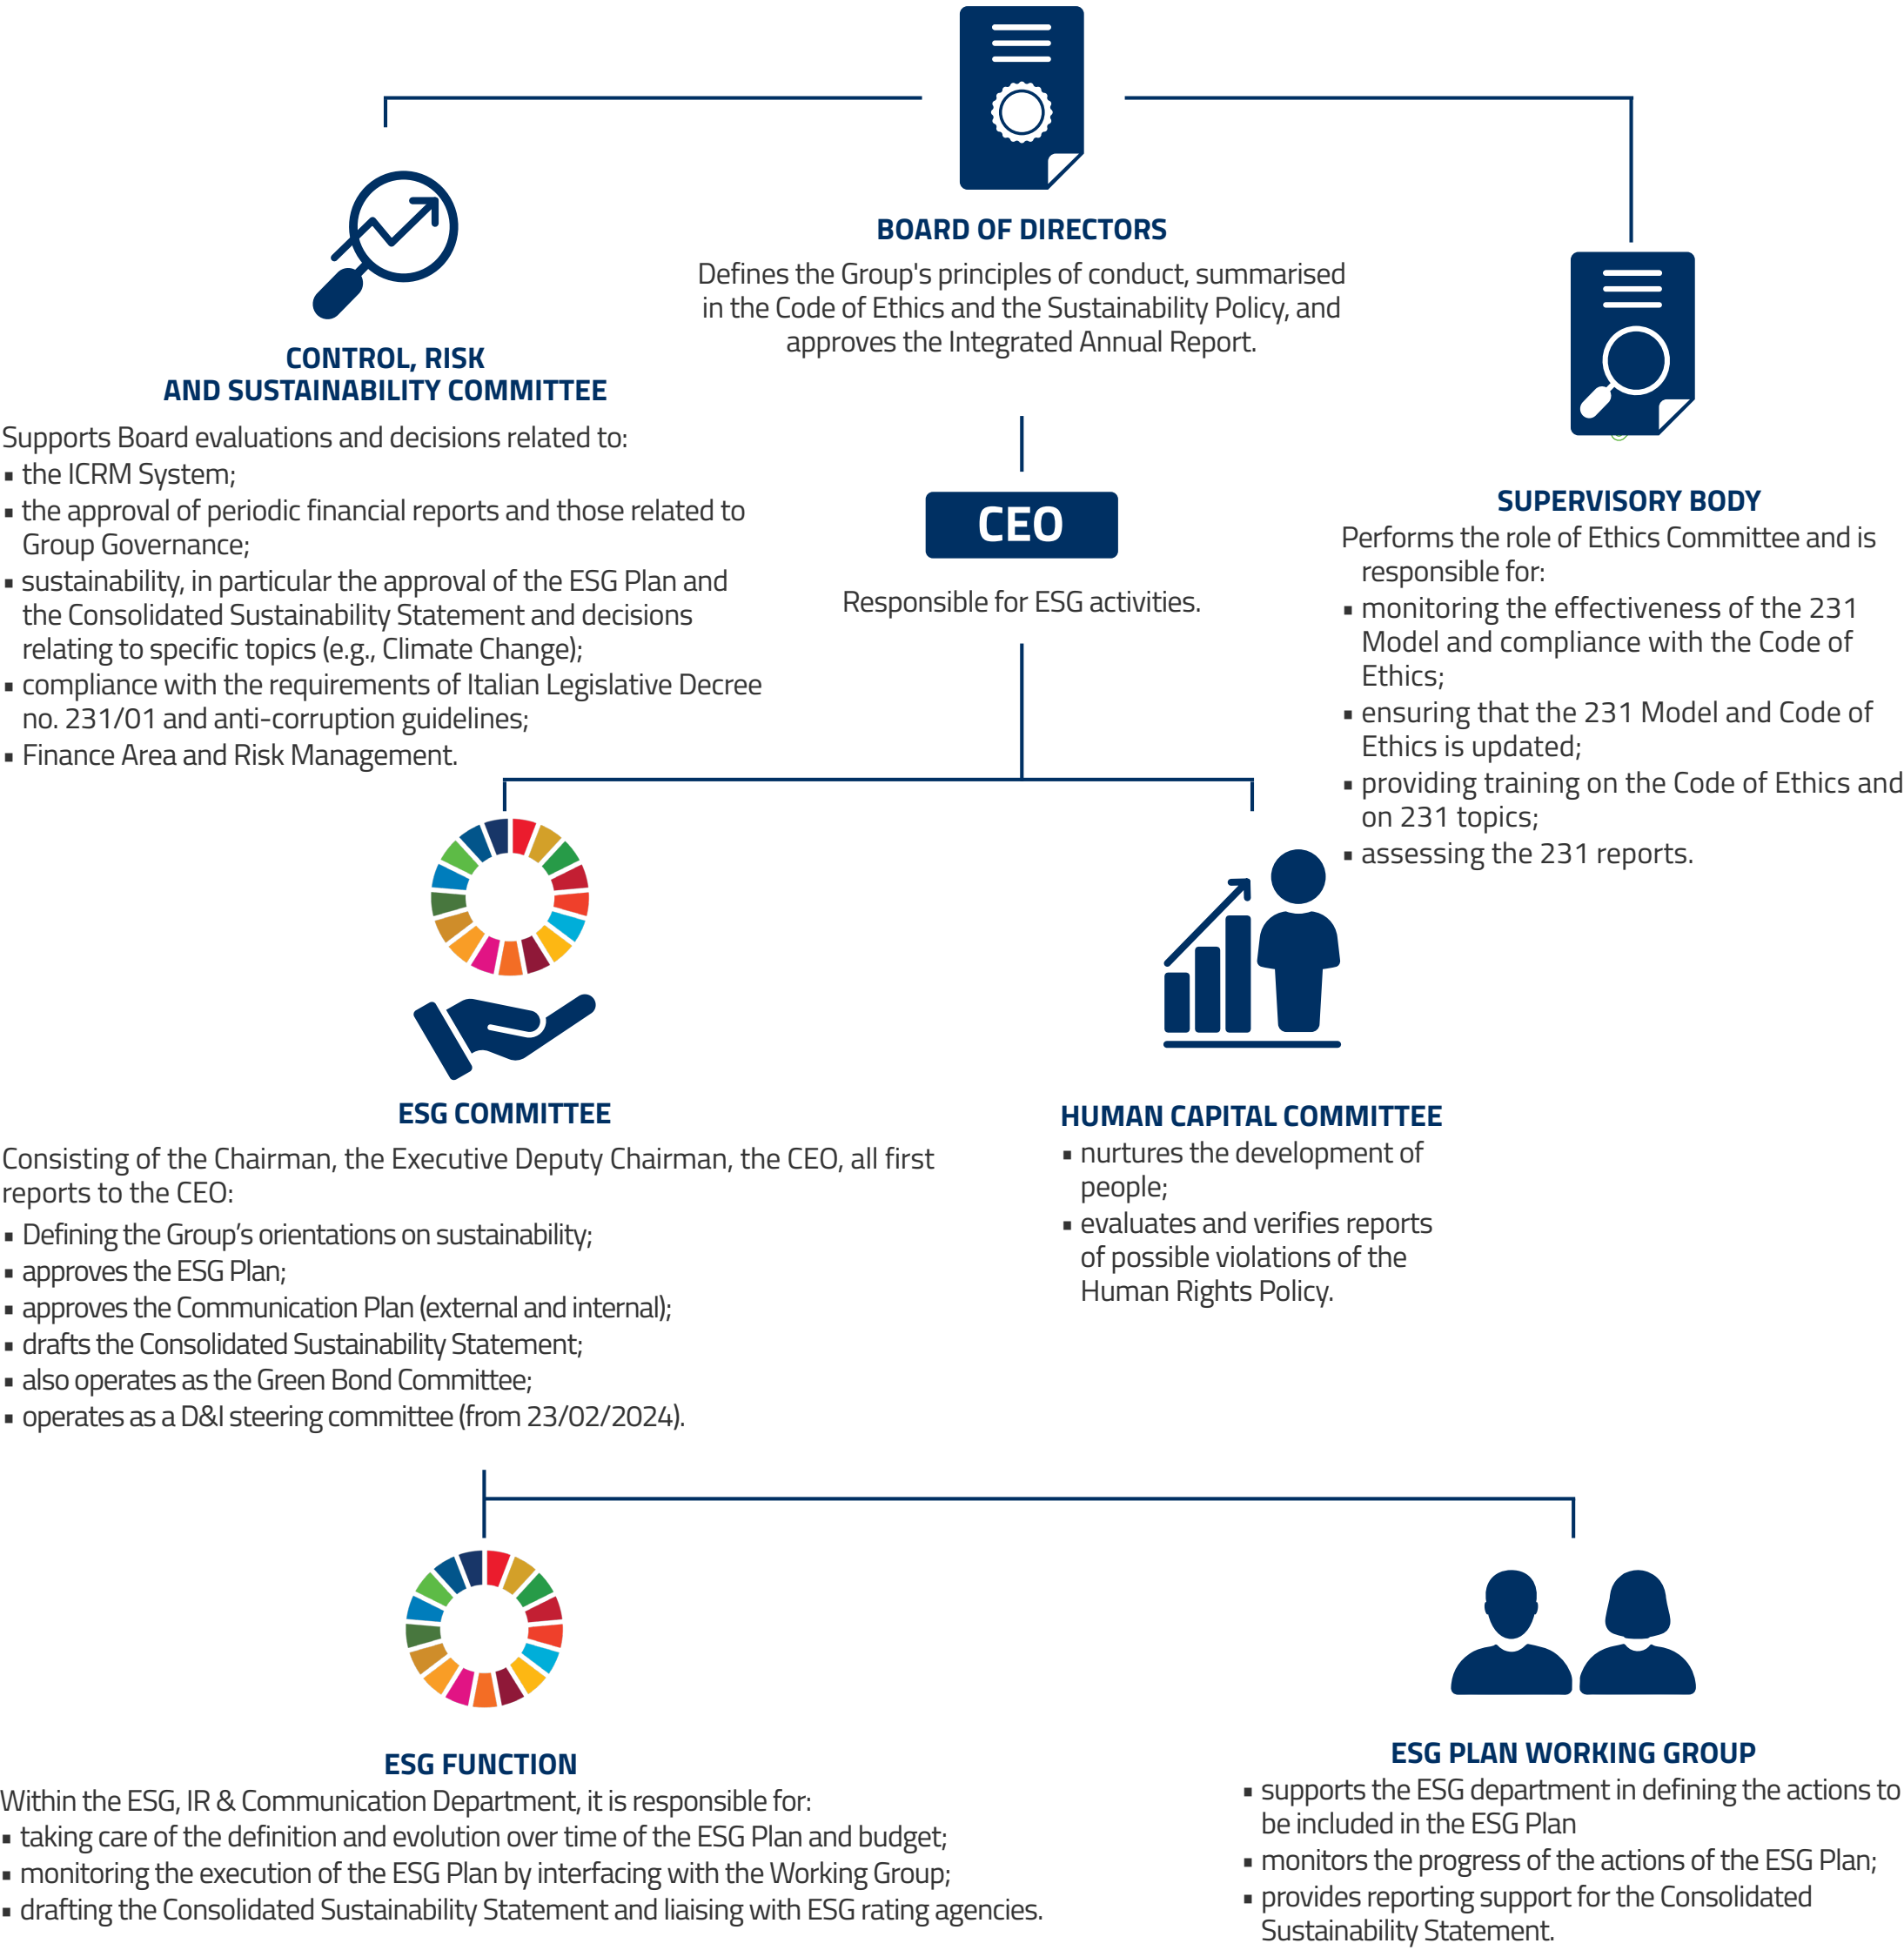 BOARD OF DIRECTORS
Defines the Group's principles of conduct, summarised
in the Code of Ethics and the Sustainability Policy, and
approves the Integrated Annual Report.
CONTROL, RISK
AND SUSTAINABILITY COMMITTEE
Supports Board evaluations and decisions related to:
▪ the ICRM System;
▪ the approval of periodic financial reports and those related to
Group Governance;
▪ sustainability, in particular the approval of the ESG Plan and
the Consolidated Sustainability Statement and decisions
relating to specific topics (e.g., Climate Change);
▪ compliance with the requirements of Italian Legislative Decree
no. 231/01 and anti-corruption guidelines;
▪ Finance Area and Risk Management.
CEO
Responsible for ESG activities.
SUPERVISORY BODY
Performs the role of Ethics Committee and is
responsible for:
▪ monitoring the effectiveness of the 231
Model and compliance with the Code of
Ethics;
▪ ensuring that the 231 Model and Code of
Ethics is updated;
▪ providing training on the Code of Ethics and
on 231 topics;
▪ assessing the 231 reports.
ESG COMMITTEE
Consisting of the Chairman, the Executive Deputy Chairman, the CEO, all first
reports to the CEO:
▪ Defining the Group’s orientations on sustainability;
▪ approves the ESG Plan;
▪ approves the Communication Plan (external and internal);
▪ drafts the Consolidated Sustainability Statement;
▪ also operates as the Green Bond Committee;
▪ operates as a D&I steering committee (from 23/02/2024).
HUMAN CAPITAL COMMITTEE
▪ nurtures the development of
people;
▪ evaluates and verifies reports
of possible violations of the
Human Rights Policy.
ESG FUNCTION
Within the ESG, IR & Communication Department, it is responsible for:
▪ taking care of the definition and evolution over time of the ESG Plan and budget;
▪ monitoring the execution of the ESG Plan by interfacing with the Working Group;
▪ drafting the Consolidated Sustainability Statement and liaising with ESG rating agencies.
ESG PLAN WORKING GROUP
▪ supports the ESG department in defining the actions to
be included in the ESG Plan
▪ monitors the progress of the actions of the ESG Plan;
▪ provides reporting support for the Consolidated
Sustainability Statement.